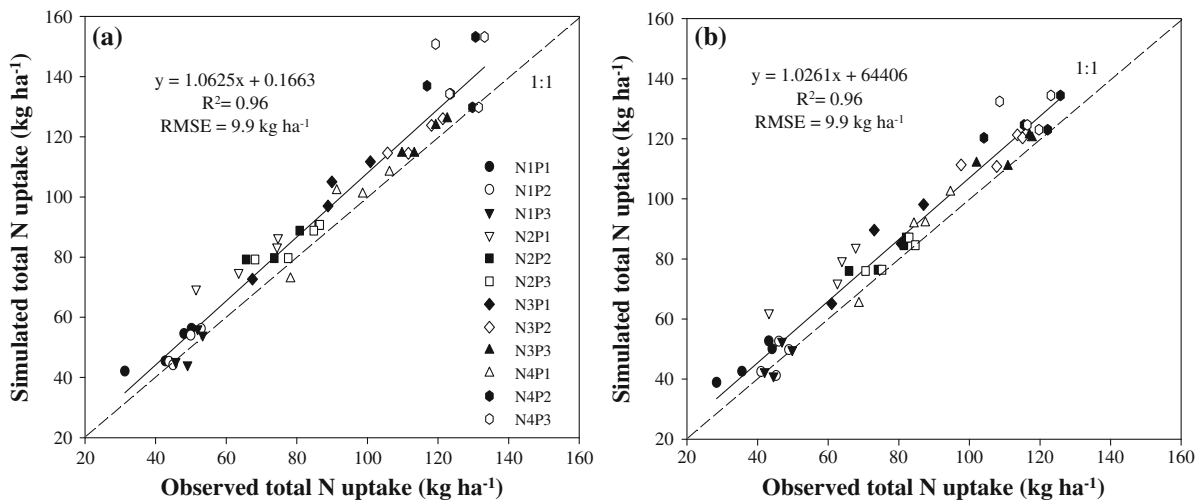 (a)
y = 1.0625x + 0.1663
R²= 0.96
RMSE = 9.9 kg ha⁻¹
1:1
N1P1
N1P2
N1P3
N2P1
N2P2
N2P3
N3P1
N3P2
N3P3
N4P1
N4P2
N4P3
160
140
120
100
80
60
40
20
Simulated total N uptake (kg ha⁻¹)
20 40 60 80 100 120 140 160
Observed total N uptake (kg ha⁻¹)
(b)
y = 1.0261x + 64406
R²= 0.96
RMSE = 9.9 kg ha⁻¹
1:1
160
140
120
100
80
60
40
20
Simulated total N uptake (kg ha⁻¹)
20 40 60 80 100 120 140 160
Observed total N uptake (kg ha⁻¹)